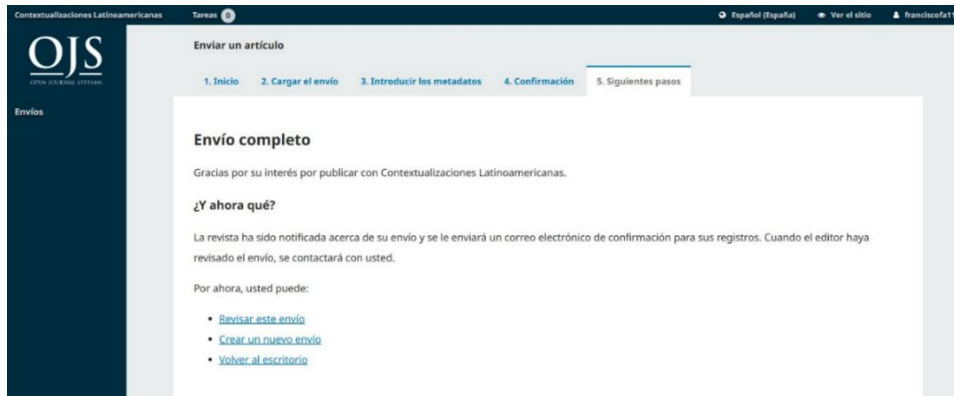 Contextualizaciones Latinoamericanas
Tareas 0
Español (España)
Ver el sitio
franciscofa11
OJS
OPEN JOURNAL SYSTEMS
Envíos
Enviar un artículo
1. Inicio
2. Cargar el envío
3. Introducir los metadatos
4. Confirmación
5. Siguientes pasos
Envío completo
Gracias por su interés por publicar con Contextualizaciones Latinoamericanas.
¿Y ahora qué?
La revista ha sido notificada acerca de su envío y se le enviará un correo electrónico de confirmación para sus registros. Cuando el editor haya
revisado el envío, se contactará con usted.
Por ahora, usted puede:
Revisar este envío
Crear un nuevo envío
Volver al escritorio